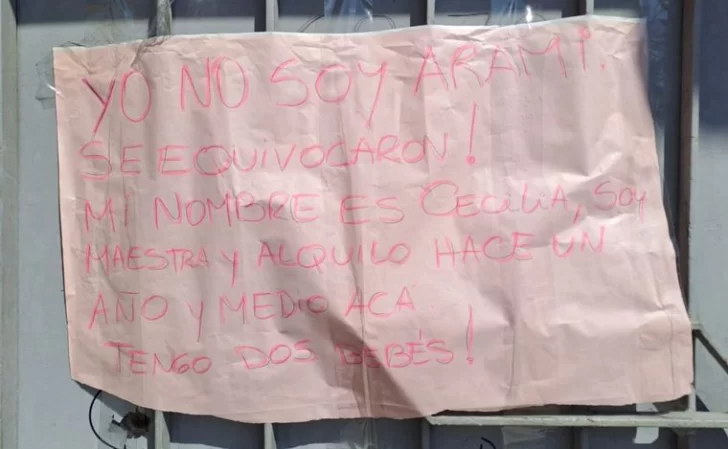 YO NO SOY ARAMÍ.
SE EQUIVOCARON!
MI NOMBRE ES CECILIA, SOY
MAESTRA Y ALQUILO HACE UN
AÑO Y MEDIO ACA
TENGO DOS BEBÉS!